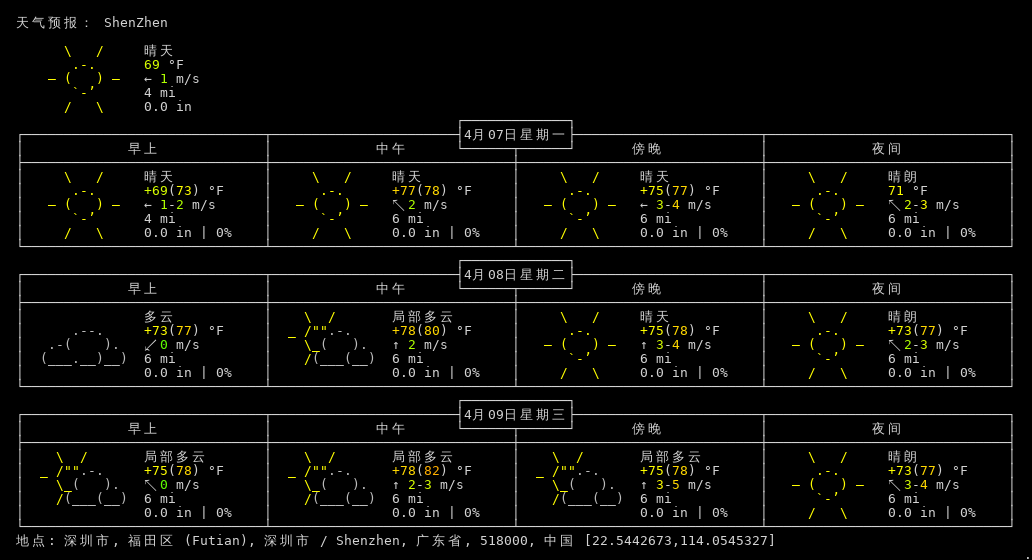 天气预报： ShenZhen
晴天
69 °F
← 1 m/s
4 mi
0.0 in
4月07日星期一
早上 中午 傍晚 夜间
晴天 晴天 晴天 晴朗
+69(73) °F +77(78) °F +75(77) °F 71 °F
← 1-2 m/s ↖ 2 m/s ← 3-4 m/s ↖ 2-3 m/s
4 mi 6 mi 6 mi 6 mi
0.0 in | 0% 0.0 in | 0% 0.0 in | 0% 0.0 in | 0%
4月08日星期二
早上 中午 傍晚 夜间
多云 局部多云 晴天 晴朗
+73(77) °F +78(80) °F +75(78) °F +73(77) °F
↙ 0 m/s ↑ 2 m/s ↑ 3-4 m/s ↖ 2-3 m/s
6 mi 6 mi 6 mi 6 mi
0.0 in | 0% 0.0 in | 0% 0.0 in | 0% 0.0 in | 0%
4月09日星期三
早上 中午 傍晚 夜间
局部多云 局部多云 局部多云 晴朗
+75(78) °F +78(82) °F +75(78) °F +73(77) °F
↖ 0 m/s ↑ 2-3 m/s ↑ 3-5 m/s ↖ 3-4 m/s
6 mi 6 mi 6 mi 6 mi
0.0 in | 0% 0.0 in | 0% 0.0 in | 0% 0.0 in | 0%
地点: 深圳市, 福田区 (Futian), 深圳市 / Shenzhen, 广东省, 518000, 中国 [22.5442673,114.0545327]